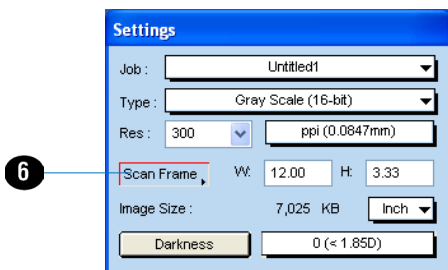 Settings
Job : Untitled1
Type : Gray Scale (16-bit)
Res : 300 ppi (0.0847mm)
6 Scan Frame W: 12.00 H: 3.33
Image Size : 7,025 KB Inch
Darkness 0 (< 1.85D)